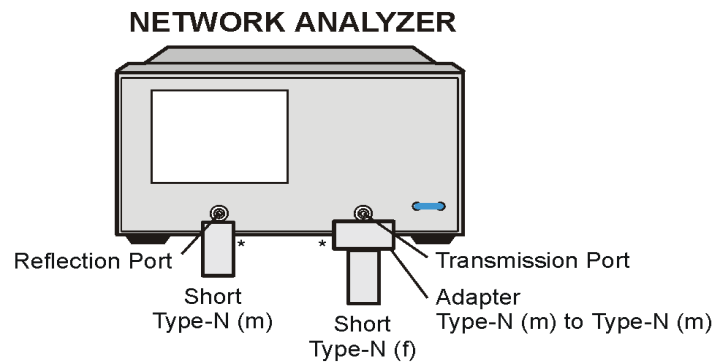 NETWORK ANALYZER
* *
Reflection Port
Transmission Port
Short
Type-N (m)
Short
Type-N (f)
Adapter
Type-N (m) to Type-N (m)